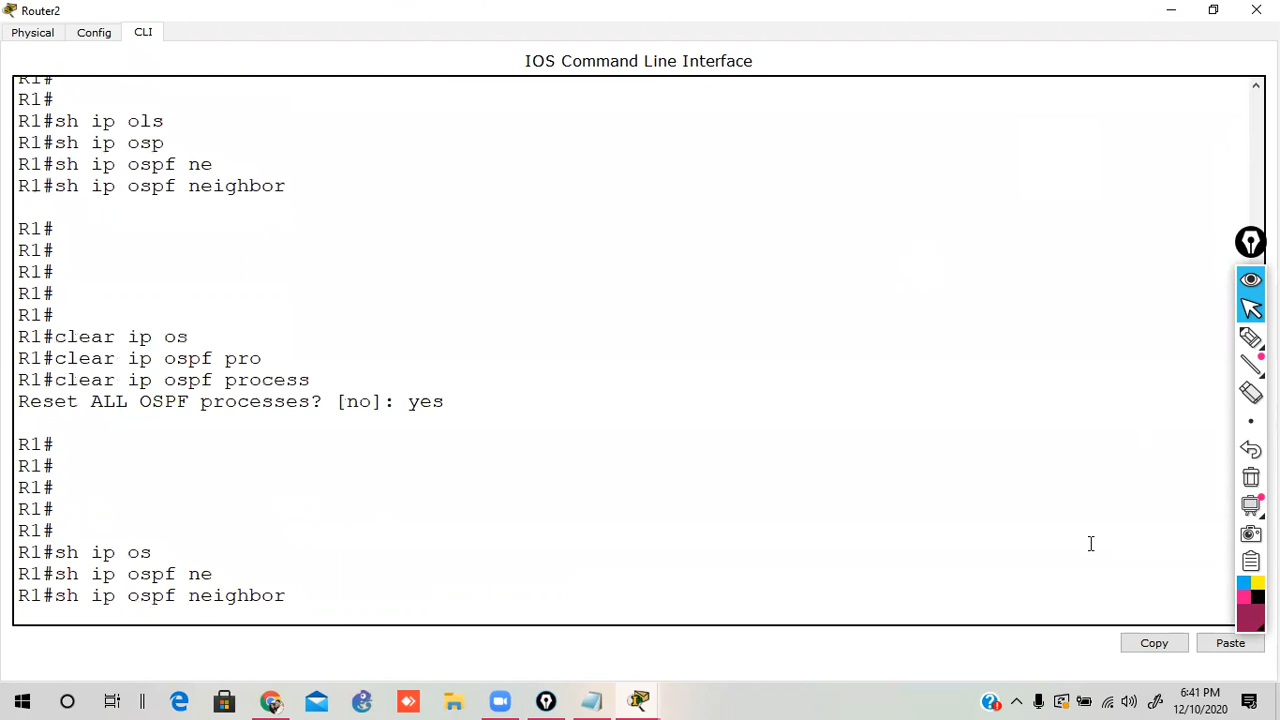 Router2
Physical Config CLI
IOS Command Line Interface
R1#
R1#
R1#sh ip ols
R1#sh ip osp
R1#sh ip ospf ne
R1#sh ip ospf neighbor
R1#
R1#
R1#
R1#
R1#
R1#clear ip os
R1#clear ip ospf pro
R1#clear ip ospf process
Reset ALL OSPF processes? [no]: yes
R1#
R1#
R1#
R1#
R1#
R1#sh ip os
R1#sh ip ospf ne
R1#sh ip ospf neighbor
Copy Paste
6:41 PM
12/10/2020